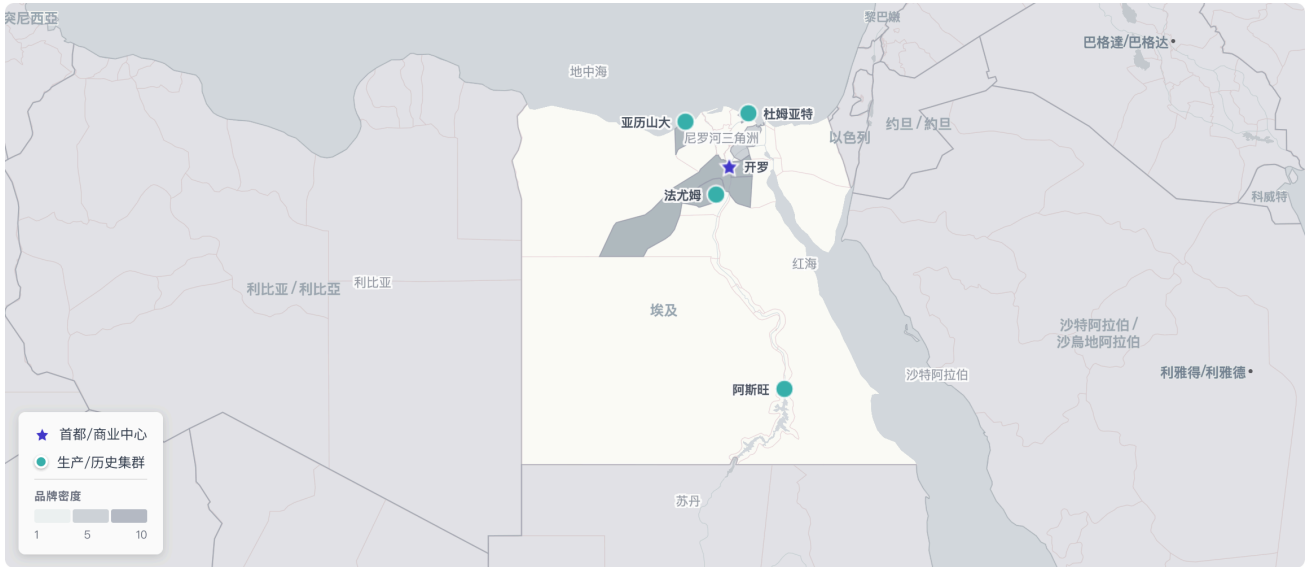 突尼西亞
黎巴嫩
巴格達/巴格达
地中海
亚历山大
杜姆亚特
尼罗河三角洲
以色列
约旦 / 約旦
开罗
法尤姆
科威特
红海
利比亚 / 利比亞
利比亚
埃及
沙特阿拉伯 /
沙烏地阿拉伯
利雅得/利雅德
沙特阿拉伯
阿斯旺
苏丹
首都/商业中心
生产/历史集群
品牌密度
1 5 10